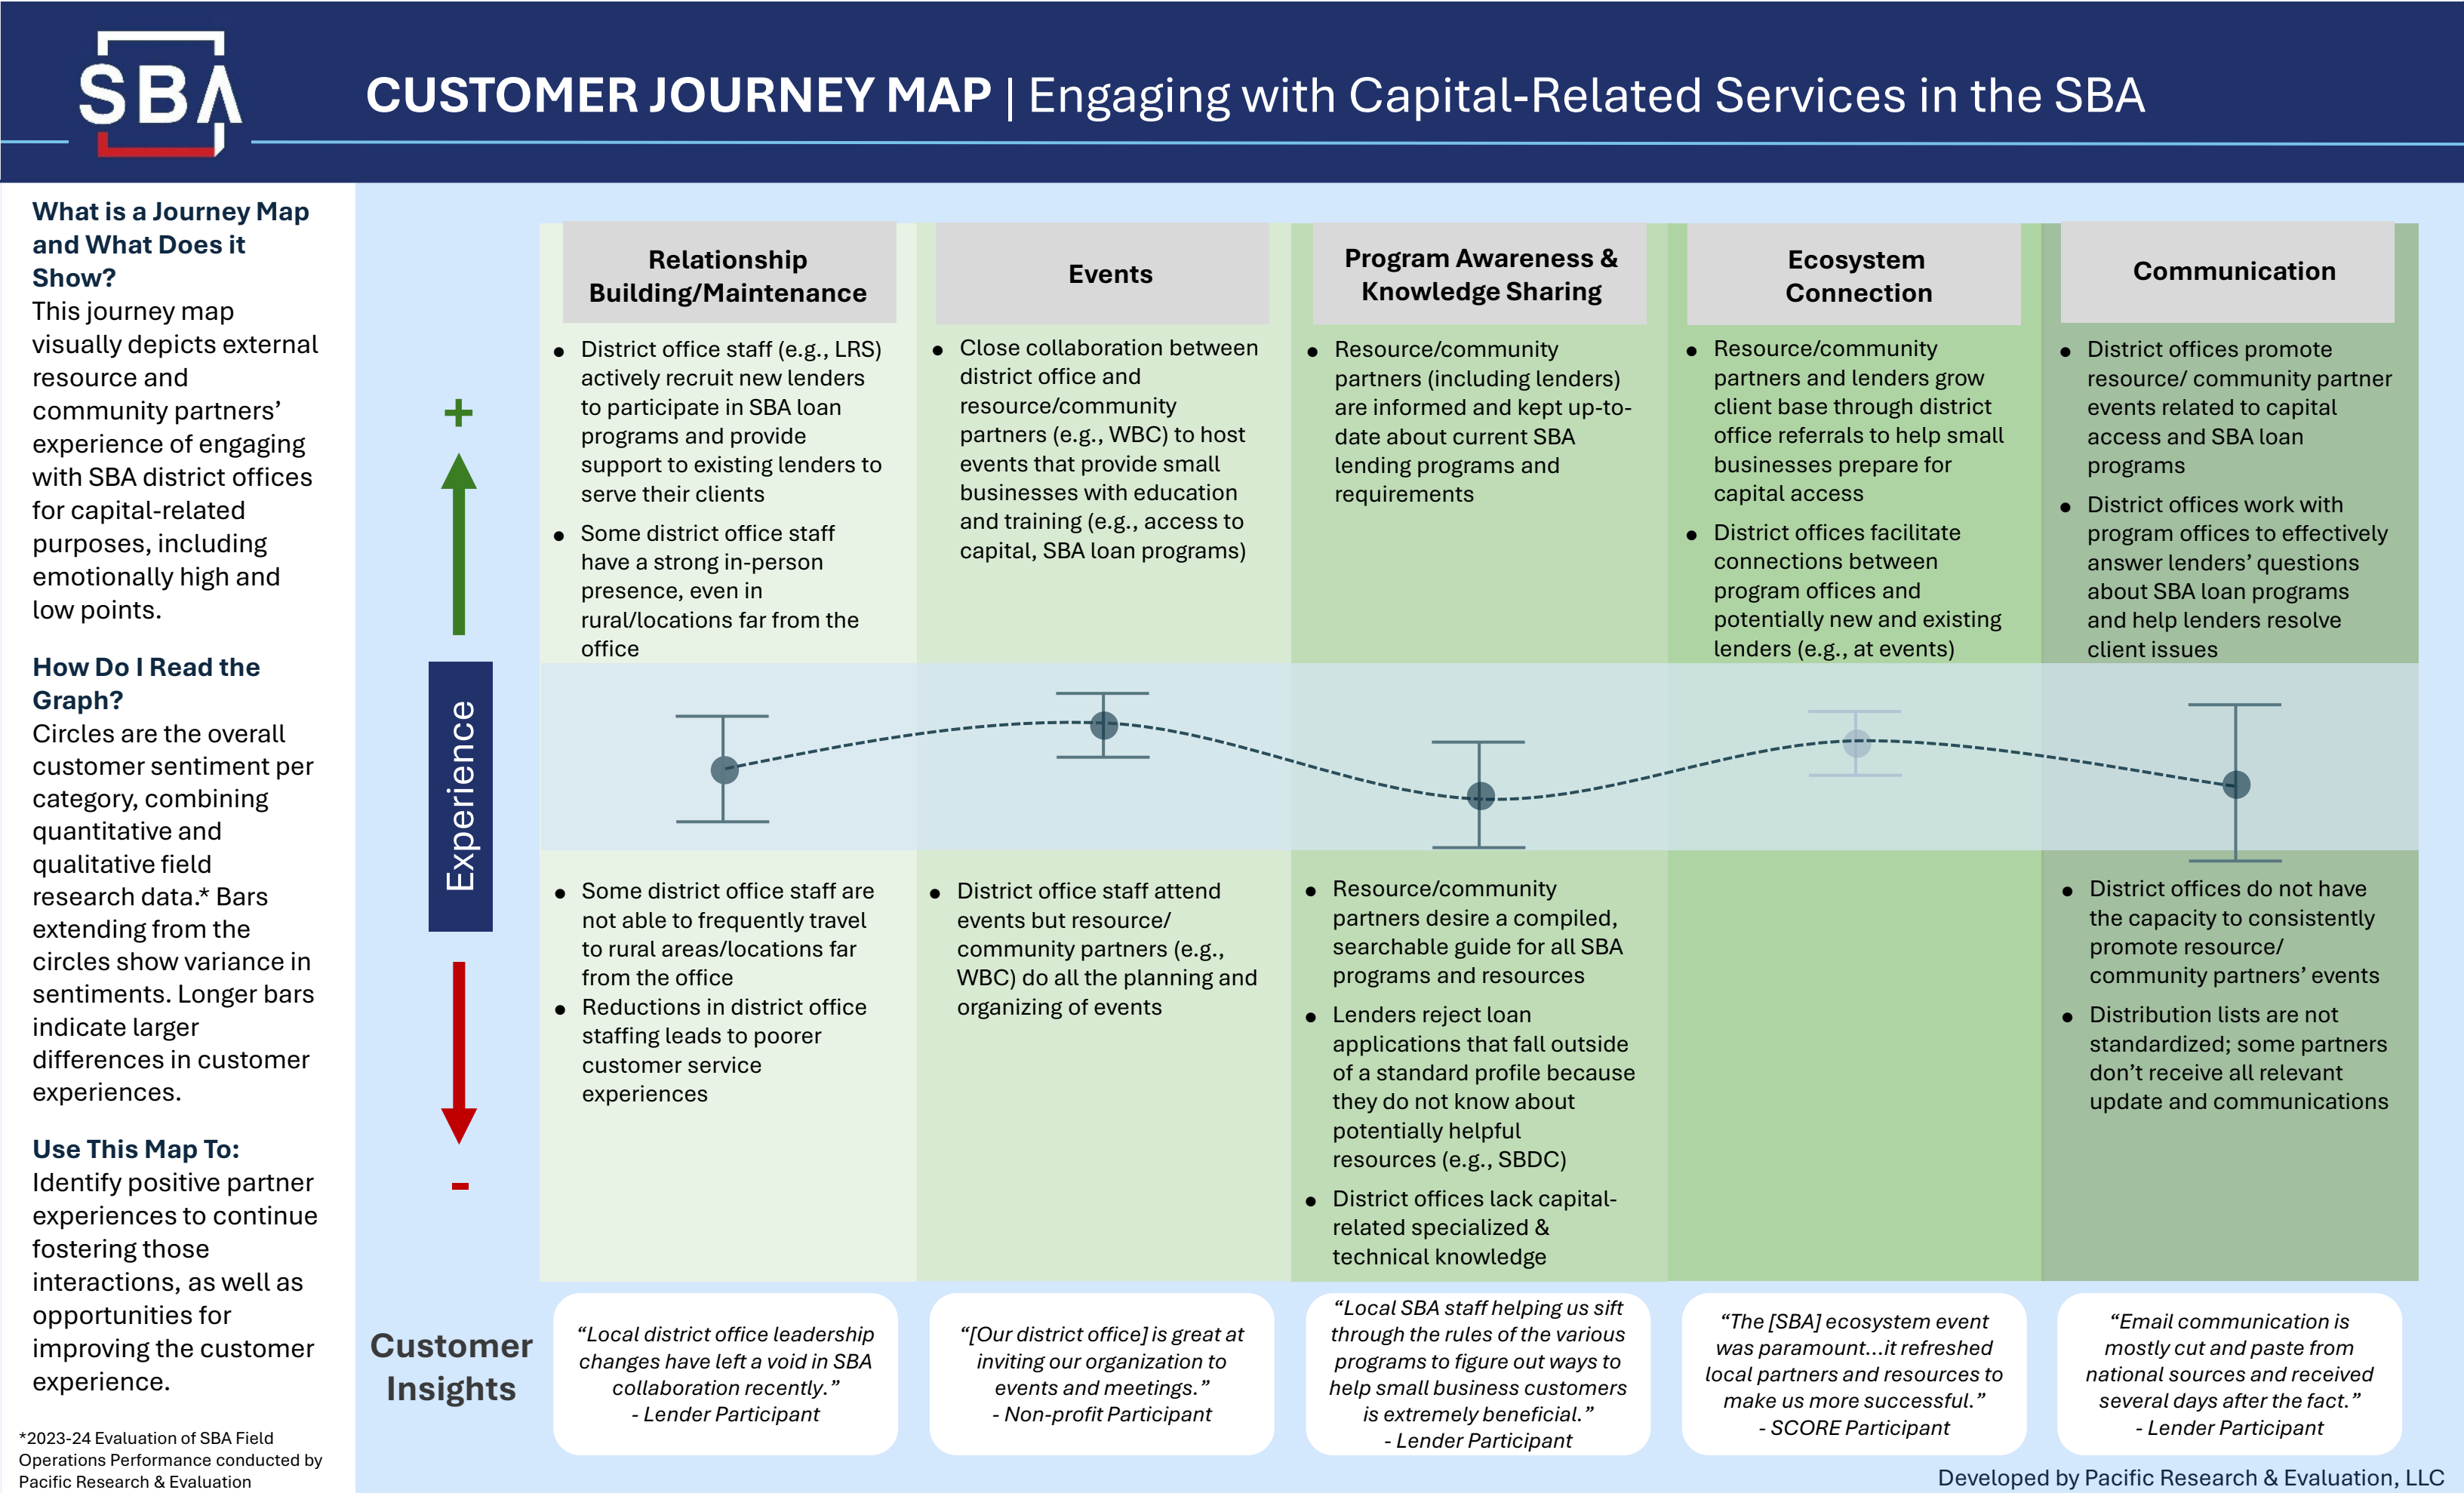 SBA
CUSTOMER JOURNEY MAP | Engaging with Capital-Related Services in the SBA
What is a Journey Map
and What Does it
Show?
This journey map
visually depicts external
resource and
community partners’
experience of engaging
with SBA district offices
for capital-related
purposes, including
emotionally high and
low points.
How Do I Read the
Graph?
Circles are the overall
customer sentiment per
category, combining
quantitative and
qualitative field
research data.* Bars
extending from the
circles show variance in
sentiments. Longer bars
indicate larger
differences in customer
experiences.
Use This Map To:
Identify positive partner
experiences to continue
fostering those
interactions, as well as
opportunities for
improving the customer
experience.
*2023-24 Evaluation of SBA Field
Operations Performance conducted by
Pacific Research & Evaluation
+
Experience
-
Relationship
Building/Maintenance
● District office staff (e.g., LRS)
actively recruit new lenders
to participate in SBA loan
programs and provide
support to existing lenders to
serve their clients
● Some district office staff
have a strong in-person
presence, even in
rural/locations far from the
office
● Some district office staff are
not able to frequently travel
to rural areas/locations far
from the office
● Reductions in district office
staffing leads to poorer
customer service
experiences
Events
● Close collaboration between
district office and
resource/community
partners (e.g., WBC) to host
events that provide small
businesses with education
and training (e.g., access to
capital, SBA loan programs)
● District office staff attend
events but resource/
community partners (e.g.,
WBC) do all the planning and
organizing of events
Program Awareness &
Knowledge Sharing
● Resource/community
partners (including lenders)
are informed and kept up-to-
date about current SBA
lending programs and
requirements
● Resource/community
partners desire a compiled,
searchable guide for all SBA
programs and resources
● Lenders reject loan
applications that fall outside
of a standard profile because
they do not know about
potentially helpful
resources (e.g., SBDC)
● District offices lack capital-
related specialized &
technical knowledge
Ecosystem
Connection
● Resource/community
partners and lenders grow
client base through district
office referrals to help small
businesses prepare for
capital access
● District offices facilitate
connections between
program offices and
potentially new and existing
lenders (e.g., at events)
Communication
● District offices promote
resource/ community partner
events related to capital
access and SBA loan
programs
● District offices work with
program offices to effectively
answer lenders’ questions
about SBA loan programs
and help lenders resolve
client issues
● District offices do not have
the capacity to consistently
promote resource/
community partners’ events
● Distribution lists are not
standardized; some partners
don’t receive all relevant
update and communications
Customer
Insights
“Local district office leadership
changes have left a void in SBA
collaboration recently.”
- Lender Participant
“[Our district office] is great at
inviting our organization to
events and meetings.”
- Non-profit Participant
“Local SBA staff helping us sift
through the rules of the various
programs to figure out ways to
help small business customers
is extremely beneficial.”
- Lender Participant
“The [SBA] ecosystem event
was paramount...it refreshed
local partners and resources to
make us more successful.”
- SCORE Participant
“Email communication is
mostly cut and paste from
national sources and received
several days after the fact.”
- Lender Participant
Developed by Pacific Research & Evaluation, LLC